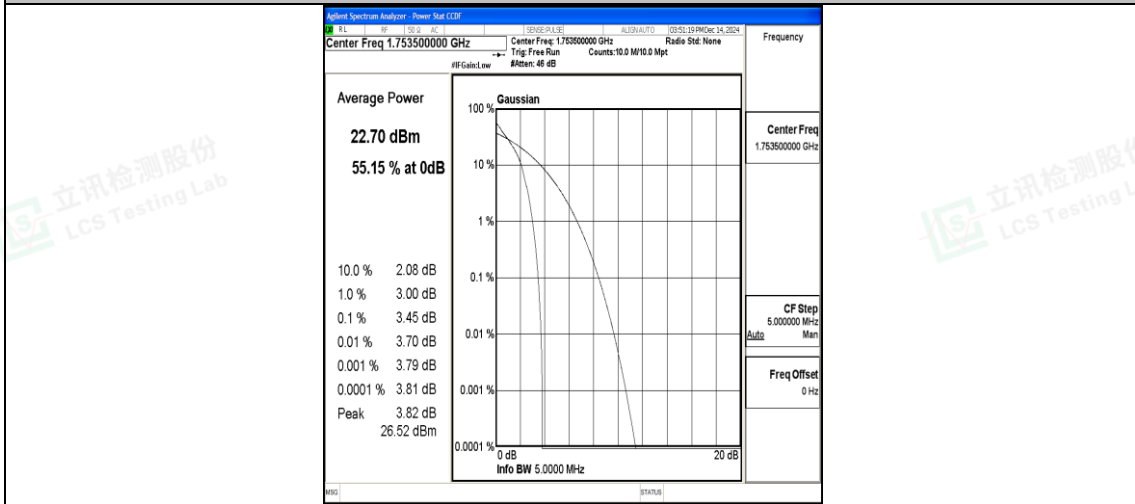 Agilent Spectrum Analyzer - Power Stat CCDF
RL RF 50 Ω AC SENSE:PULSE ALIGN AUTO 03:51:19 PM Dec 14, 2024
Center Freq 1.753500000 GHz
Center Freq: 1.753500000 GHz Radio Std: None
Trig: Free Run Counts:10.0 M/10.0 Mpt
#IFGain:Low #Atten: 46 dB
Frequency
Average Power
22.70 dBm
55.15 % at 0dB
10.0 % 2.08 dB
1.0 % 3.00 dB
0.1 % 3.45 dB
0.01 % 3.70 dB
0.001 % 3.79 dB
0.0001 % 3.81 dB
Peak 3.82 dB
26.52 dBm
Gaussian
100 %
10 %
1 %
0.1 %
0.01 %
0.001 %
0.0001 %
0 dB 20 dB
Info BW 5.0000 MHz
Center Freq
1.753500000 GHz
CF Step
5.000000 MHz
Auto Man
Freq Offset
0 Hz
MSG STATUS
立讯检测股份
LCS Testing Lab
立讯检测股份
LCS Testing L